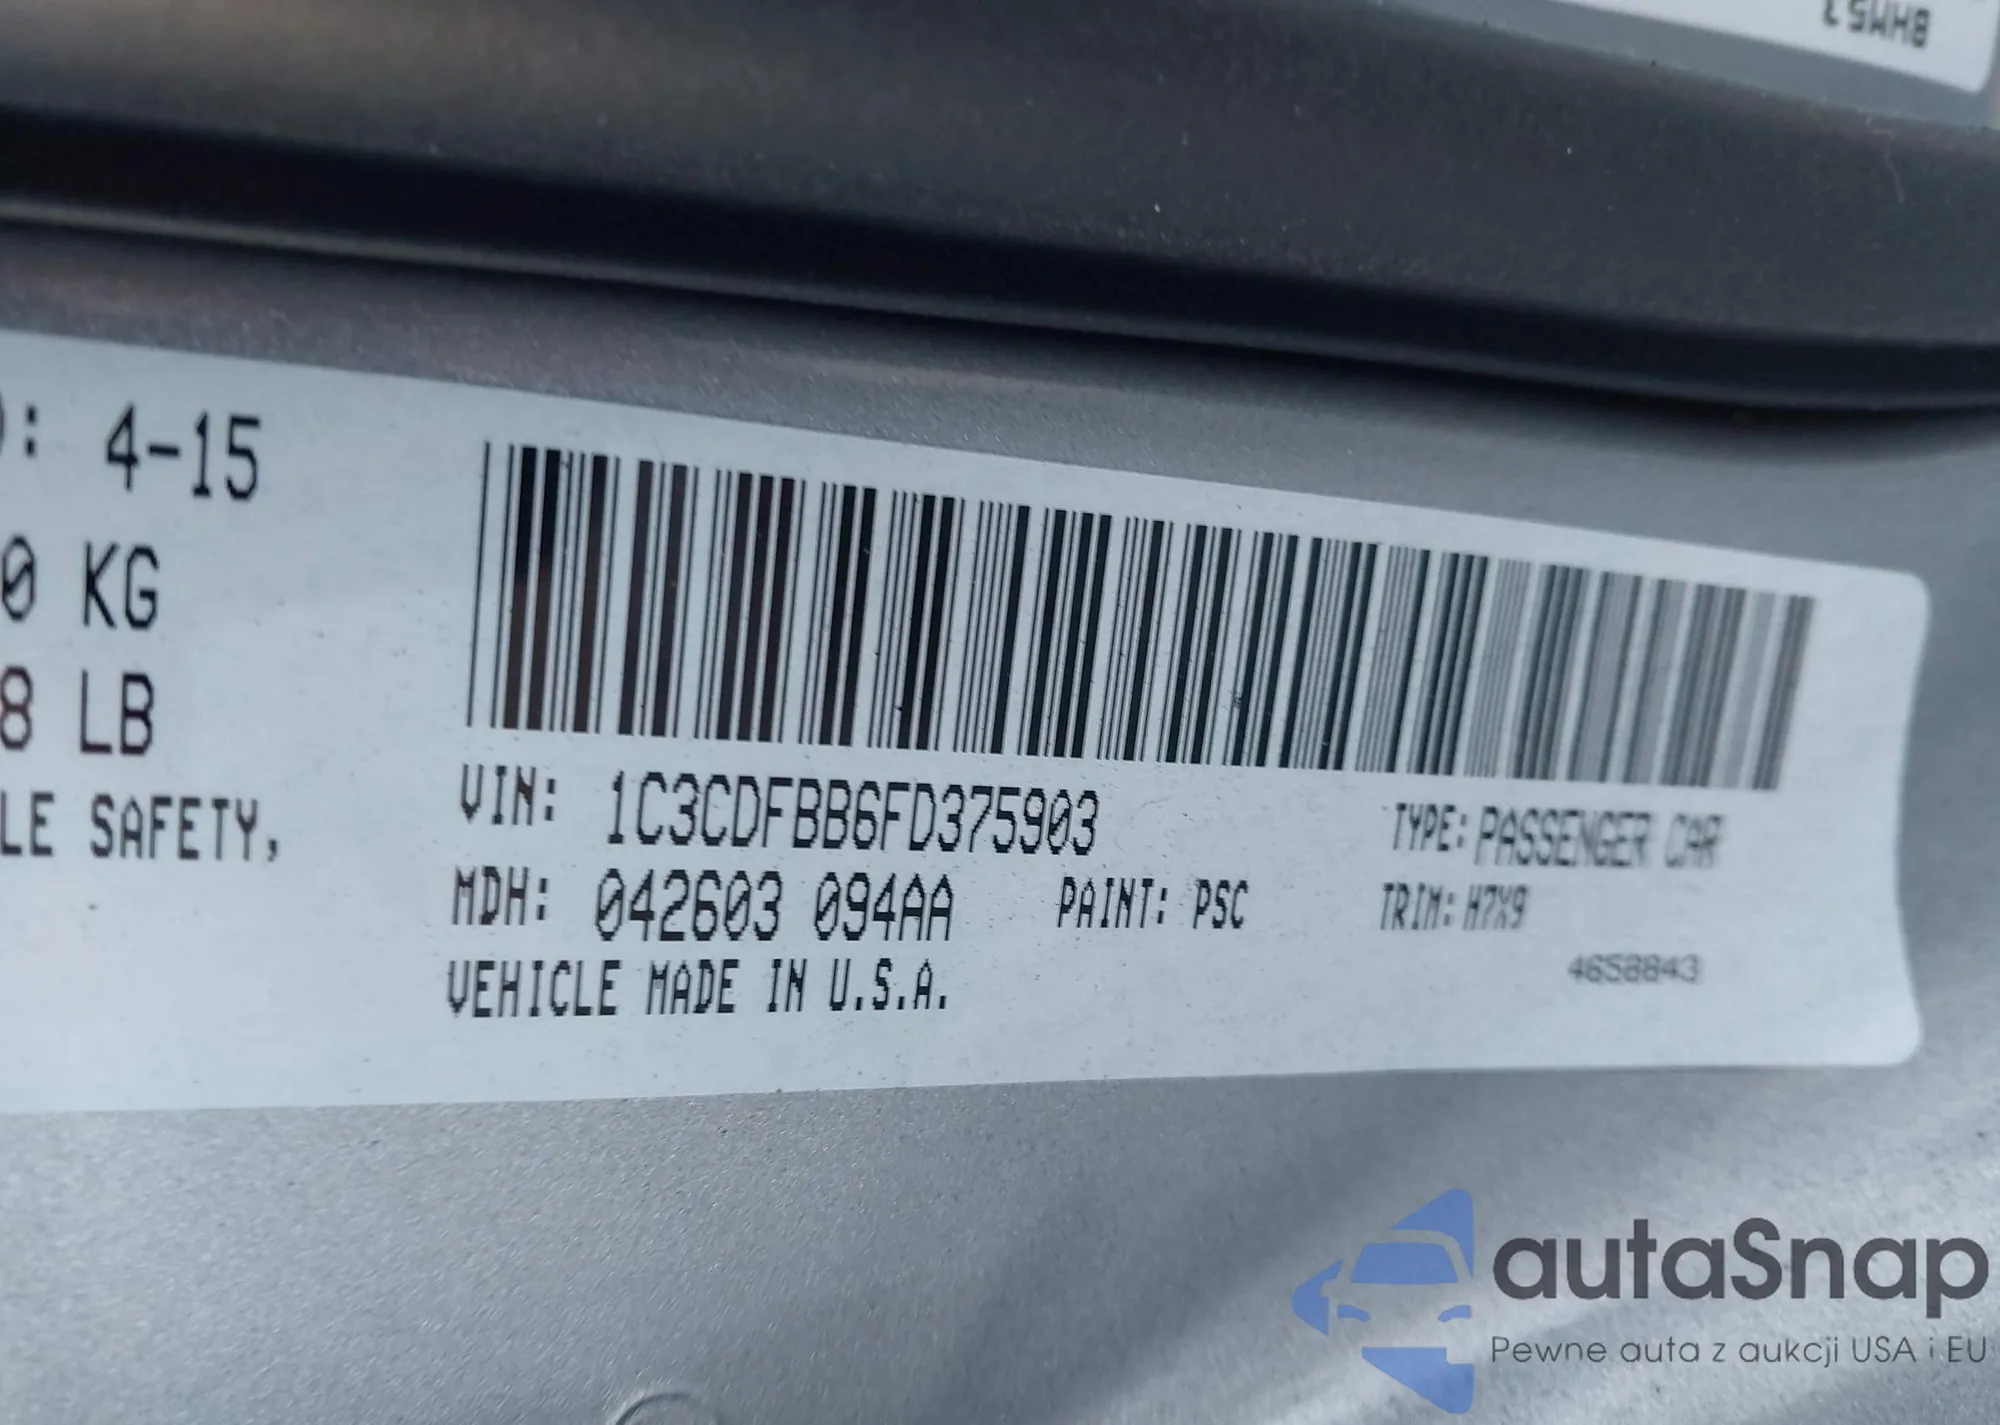 8HM5
: 4-15
0 KG
8 LB
LE SAFETY,
VIN: 1C3CDFBB6FD375903
TYPE: PASSENGER CAR
MDH: 042603 094AA
PAINT: PSC
TRIM: H7X9
VEHICLE MADE IN U.S.A.
4658843
autaSnap
Pewne auta z aukcji USA i EU